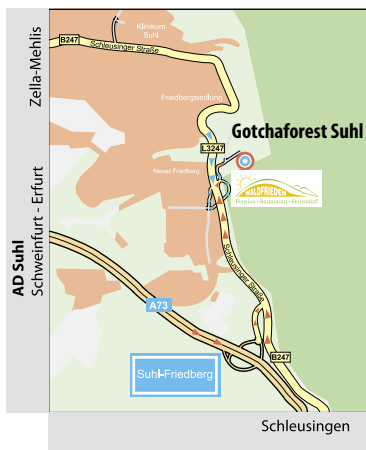 Zella-Mehlis
AD Suhl
Schweinfurt - Erfurt
Klinikum
Suhl
B247
Schleusinger Straße
Friedbergsiedlung
L3247
Gotchaforest Suhl
Neuer Friedberg
WALDFRIEDEN
Pension • Restaurant • Feriendorf
Schleusinger Straße
A73
B247
Suhl-Friedberg
Schleusingen